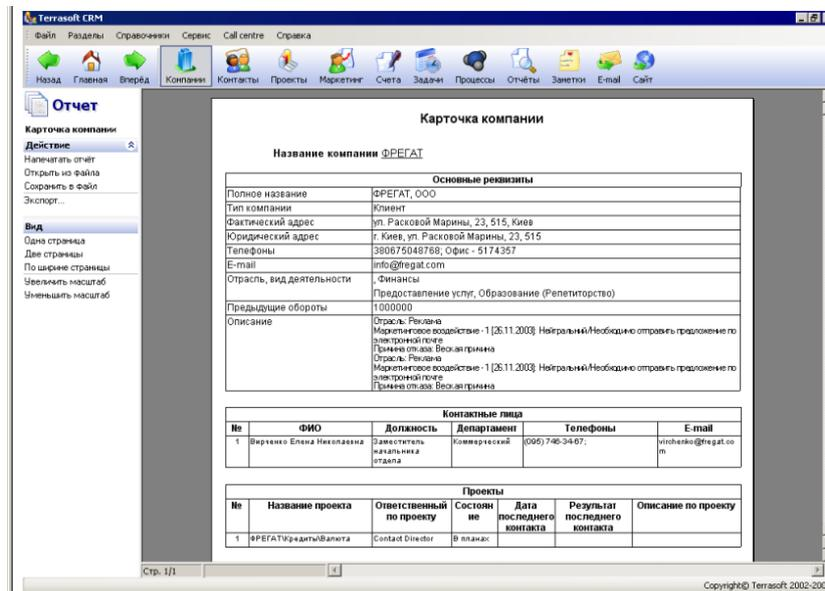 Terrasoft CRM
Файл Разделы Справочники Сервис Call centre Справка
Назад Главная Вперёд Компании Контакты Проекты Маркетинг Счета Задачи Процессы Отчёты Заметки E-mail Сайт
Отчет
Карточка компании
Действие
Напечатать отчёт
Открыть из файла
Сохранить в файл
Экспорт...
Вид
Одна страница
Две страницы
По ширине страницы
Увеличить масштаб
Уменьшить масштаб
Карточка компании
Название компании ФРЕГАТ
Основные реквизиты
Полное название ФРЕГАТ, ООО
Тип компании Клиент
Фактический адрес ул. Расковой Марины, 23, 515, Киев
Юридический адрес г. Киев, ул. Расковой Марины, 23, 515
Телефоны 380675048768; Офис - 5174357
E-mail info@fregat.com
Отрасль, вид деятельности , Финансы
Предоставление услуг, Образование (Репетиторство)
Предыдущие обороты 1000000
Описание Отрасль: Реклама
Маркетинговое воздействие - 1 [26.11.2003]: Нейтральный/Необходимо отправить предложение по
электронной почте
Причина отказа: Веская причина
Отрасль: Реклама
Маркетинговое воздействие - 1 [26.11.2003]: Нейтральный/Необходимо отправить предложение по
электронной почте
Причина отказа: Веская причина
Контактные лица
№ ФИО Должность Департамент Телефоны E-mail
1 Вирченко Елена Николаевна Заместитель Коммерческий (095) 746-34-67; virchenko@fregat.co
начальника m
отдела
Проекты
№ Название проекта Ответственный Состоян Дата Результат Описание по проекту
по проекту ие последнего последнего
контакта контакта
1 ФРЕГАТ\Кредиты\Валюта Contact Director В планах
Стр. 1/1
Copyright© Terrasoft 2002-200